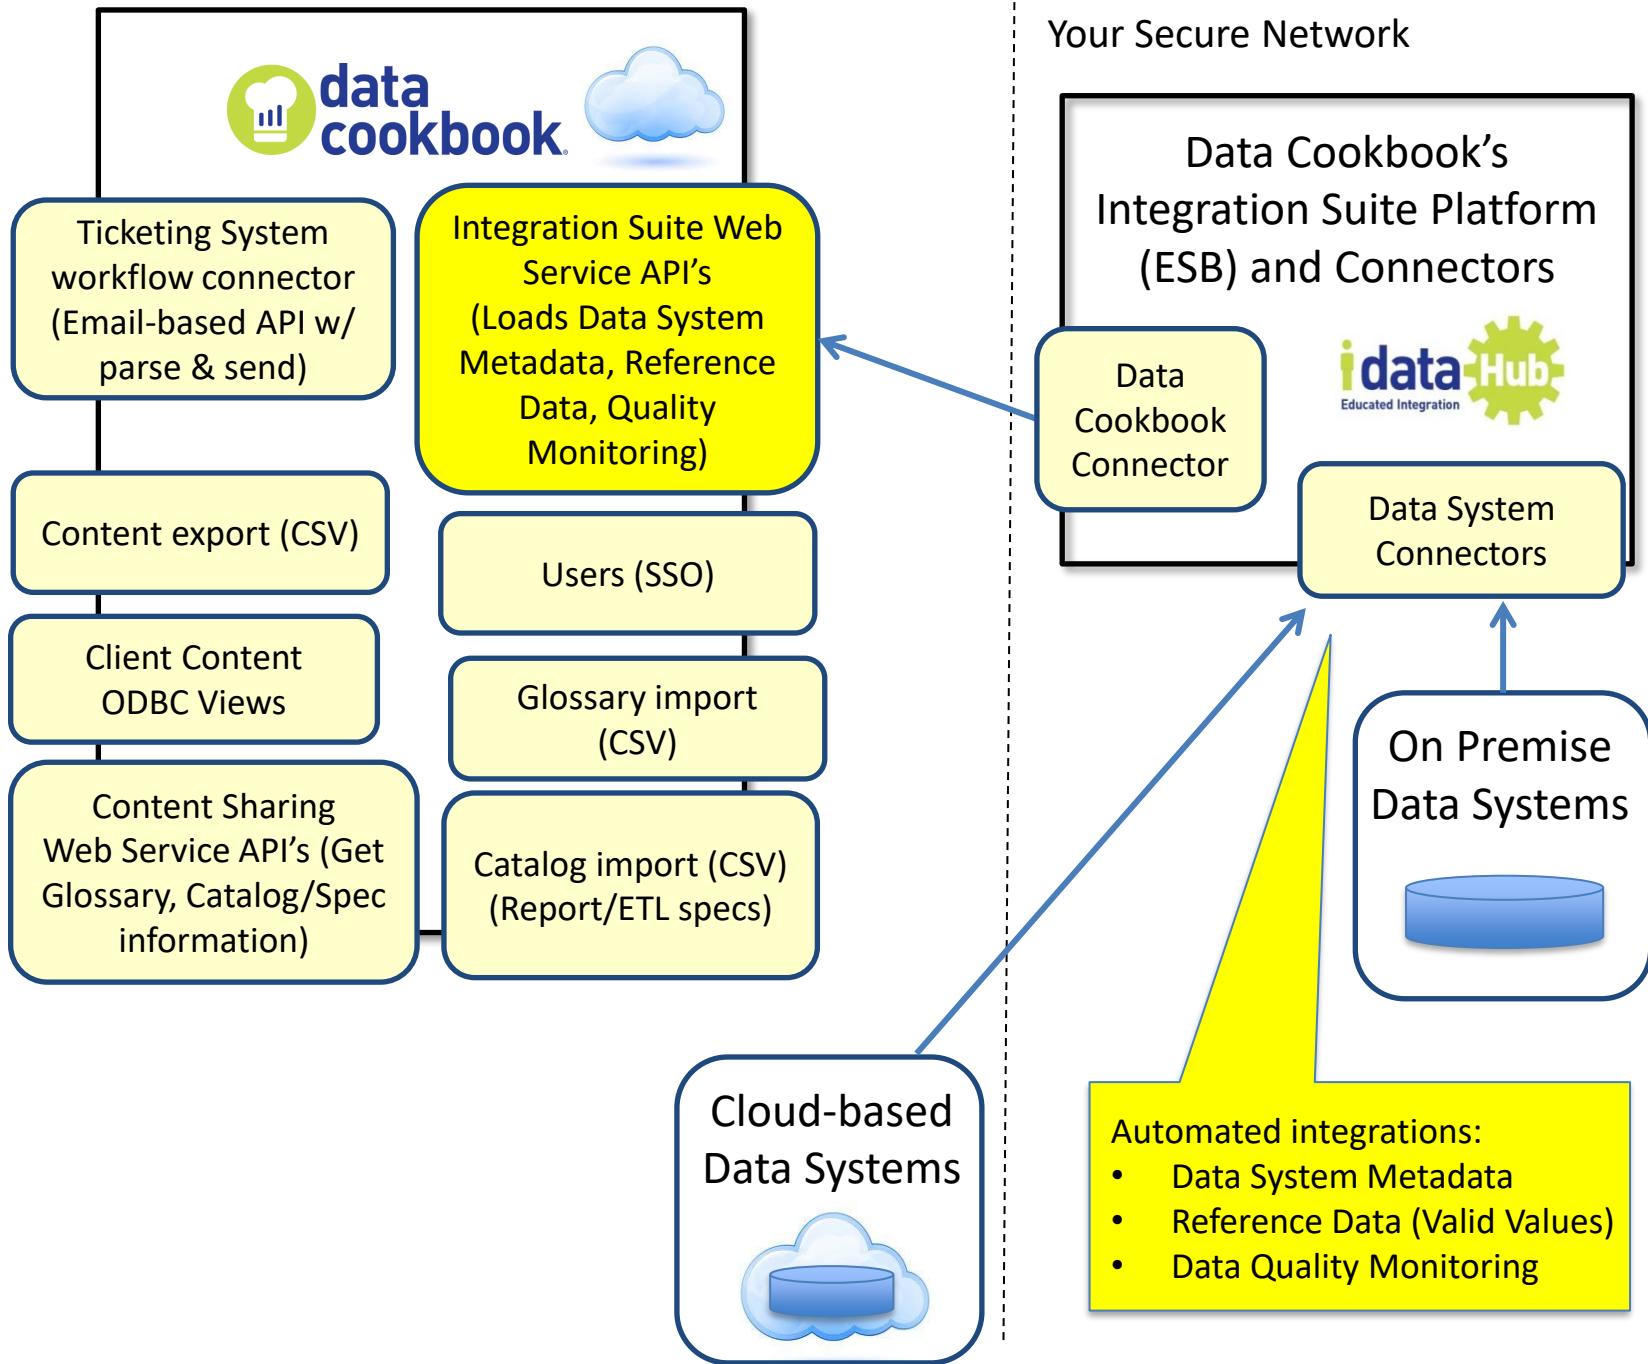 data
cookbook®
Ticketing System
workflow connector
(Email-based API w/
parse & send)
Integration Suite Web
Service API’s
(Loads Data System
Metadata, Reference
Data, Quality
Monitoring)
Content export (CSV)
Users (SSO)
Client Content
ODBC Views
Glossary import
(CSV)
Content Sharing
Web Service API’s (Get
Glossary, Catalog/Spec
information)
Catalog import (CSV)
(Report/ETL specs)
Cloud-based
Data Systems
Your Secure Network
Data Cookbook’s
Integration Suite Platform
(ESB) and Connectors
idata Hub
Educated Integration
Data
Cookbook
Connector
Data System
Connectors
On Premise
Data Systems
Automated integrations:
• Data System Metadata
• Reference Data (Valid Values)
• Data Quality Monitoring